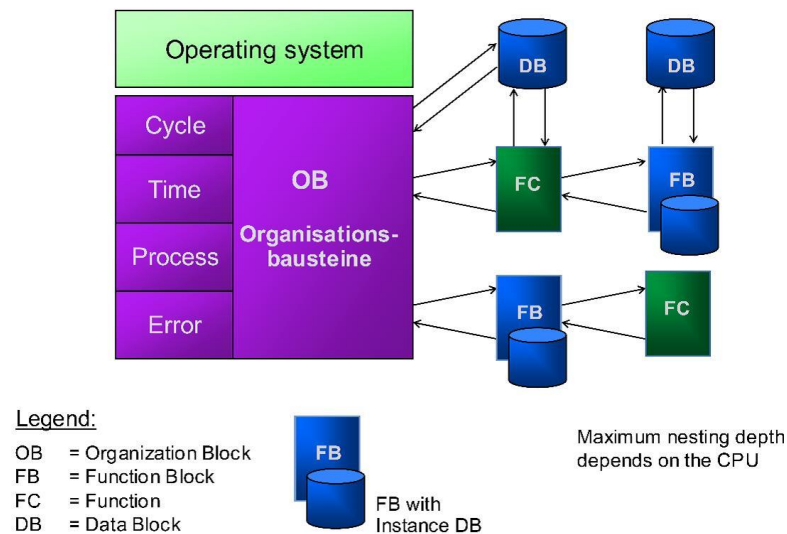 Operating system
Cycle
Time
Process
Error
OB
Organisations-
bausteine
DB
DB
FC
FB
FB
FC
Legend:
OB = Organization Block
FB = Function Block
FC = Function
DB = Data Block
FB
FB with
Instance DB
Maximum nesting depth
depends on the CPU